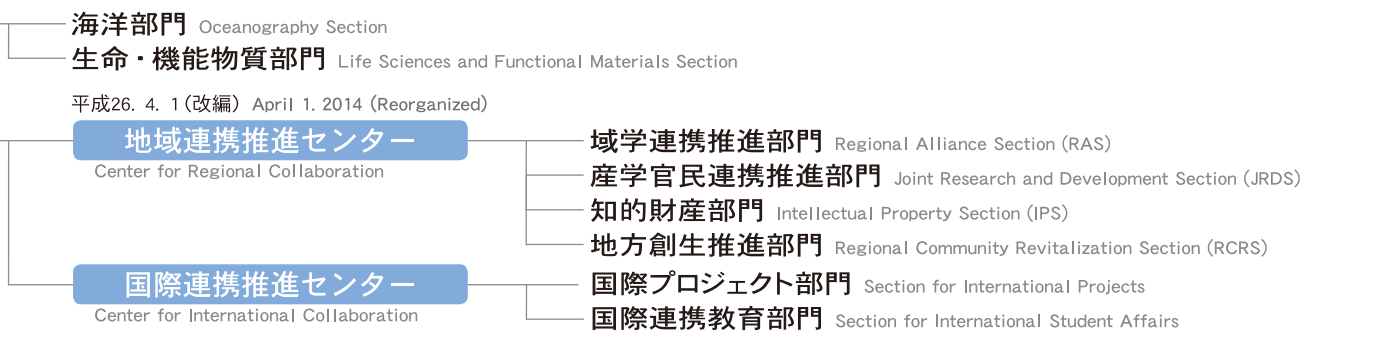 海洋部門 Oceanography Section
生命・機能物質部門 Life Sciences and Functional Materials Section
平成26. 4. 1(改編) April 1. 2014 (Reorganized)
地域連携推進センター
Center for Regional Collaboration
域学連携推進部門 Regional Alliance Section (RAS)
産学官民連携推進部門 Joint Research and Development Section (JRDS)
知的財産部門 Intellectual Property Section (IPS)
地方創生推進部門 Regional Community Revitalization Section (RCRS)
国際連携推進センター
Center for International Collaboration
国際プロジェクト部門 Section for International Projects
国際連携教育部門 Section for International Student Affairs